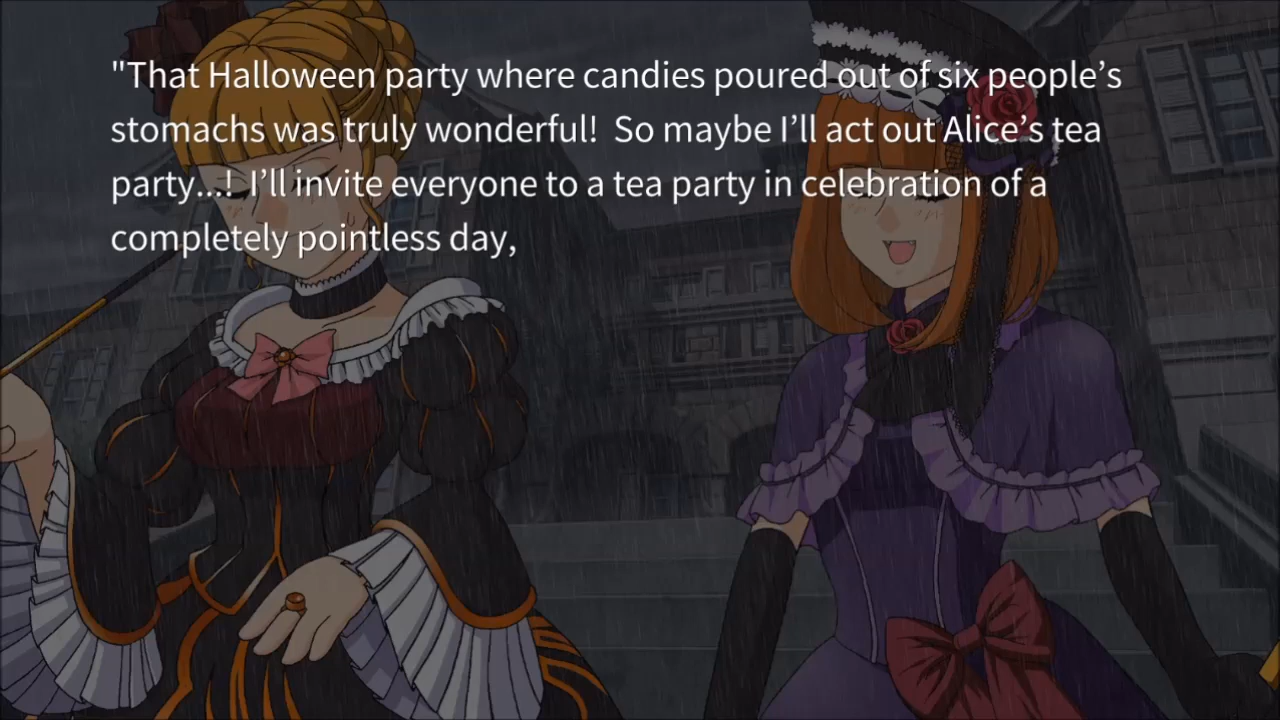 "That Halloween party where candies poured out of six people’s
stomachs was truly wonderful!  So maybe I’ll act out Alice’s tea
party...!  I’ll invite everyone to a tea party in celebration of a
completely pointless day,